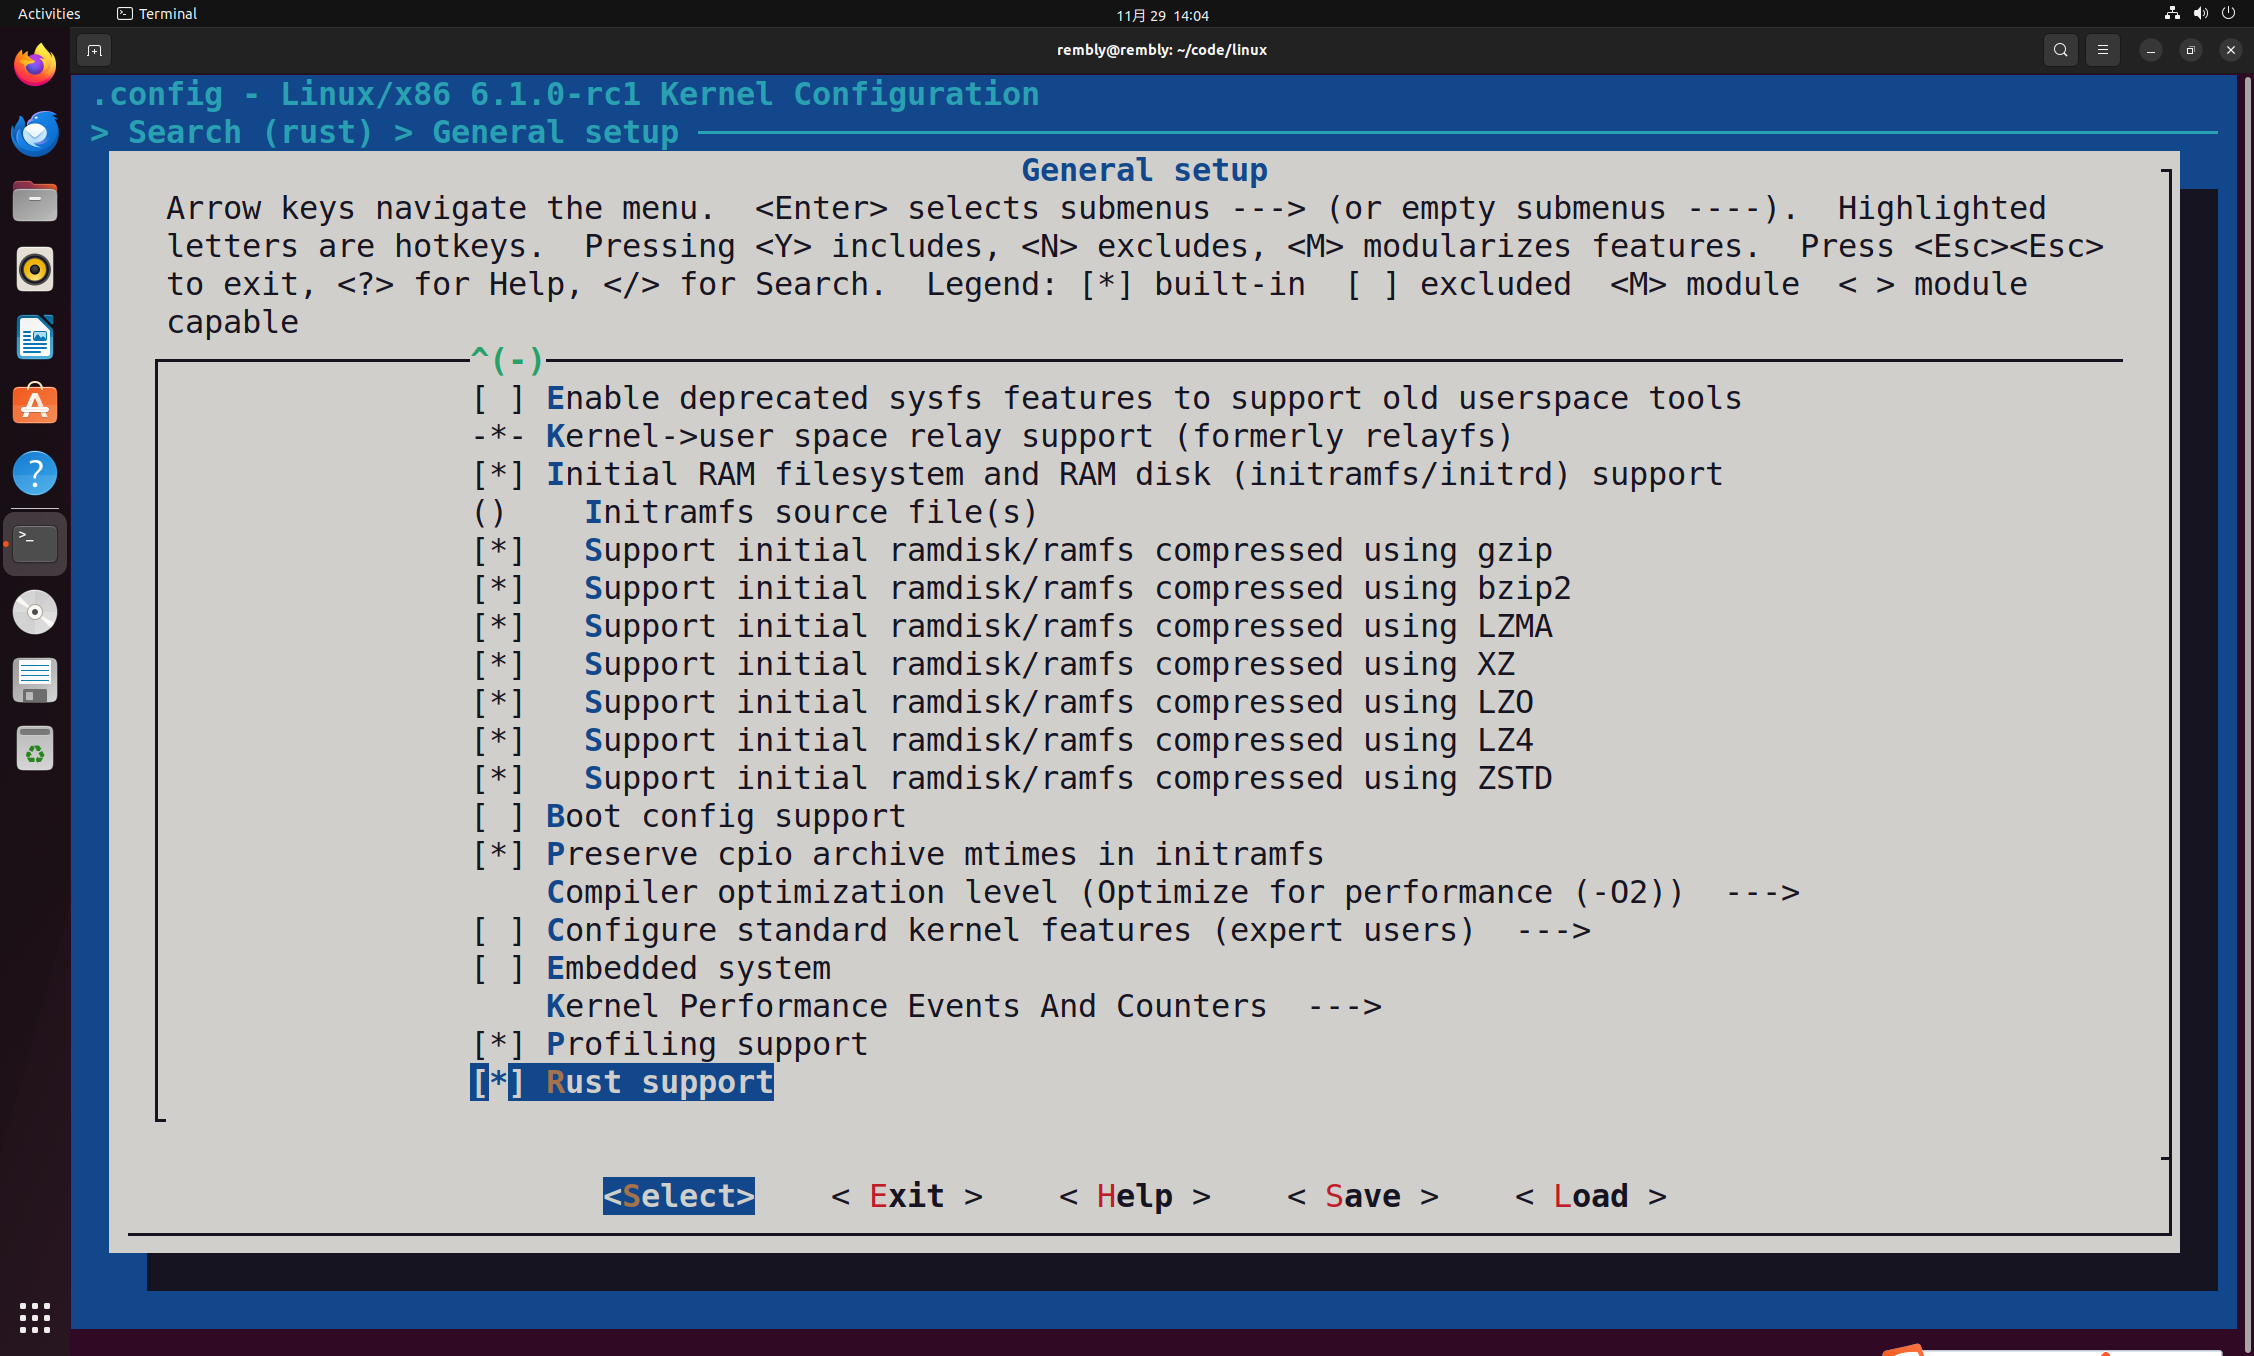 Activities
Terminal
11月 29 14:04
rembly@rembly: ~/code/linux
.config - Linux/x86 6.1.0-rc1 Kernel Configuration
> Search (rust) > General setup
General setup
Arrow keys navigate the menu.  <Enter> selects submenus ---> (or empty submenus ----).  Highlighted
letters are hotkeys.  Pressing <Y> includes, <N> excludes, <M> modularizes features.  Press <Esc><Esc>
to exit, <?> for Help, </> for Search.  Legend: [*] built-in  [ ] excluded  <M> module  < > module
capable
^(-)
[ ] Enable deprecated sysfs features to support old userspace tools
-*- Kernel->user space relay support (formerly relayfs)
[*] Initial RAM filesystem and RAM disk (initramfs/initrd) support
()    Initramfs source file(s)
[*]   Support initial ramdisk/ramfs compressed using gzip
[*]   Support initial ramdisk/ramfs compressed using bzip2
[*]   Support initial ramdisk/ramfs compressed using LZMA
[*]   Support initial ramdisk/ramfs compressed using XZ
[*]   Support initial ramdisk/ramfs compressed using LZO
[*]   Support initial ramdisk/ramfs compressed using LZ4
[*]   Support initial ramdisk/ramfs compressed using ZSTD
[ ] Boot config support
[*] Preserve cpio archive mtimes in initramfs
Compiler optimization level (Optimize for performance (-O2))  --->
[ ] Configure standard kernel features (expert users)  --->
[ ] Embedded system
Kernel Performance Events And Counters  --->
[*] Profiling support
[*] Rust support
<Select>    < Exit >    < Help >    < Save >    < Load >